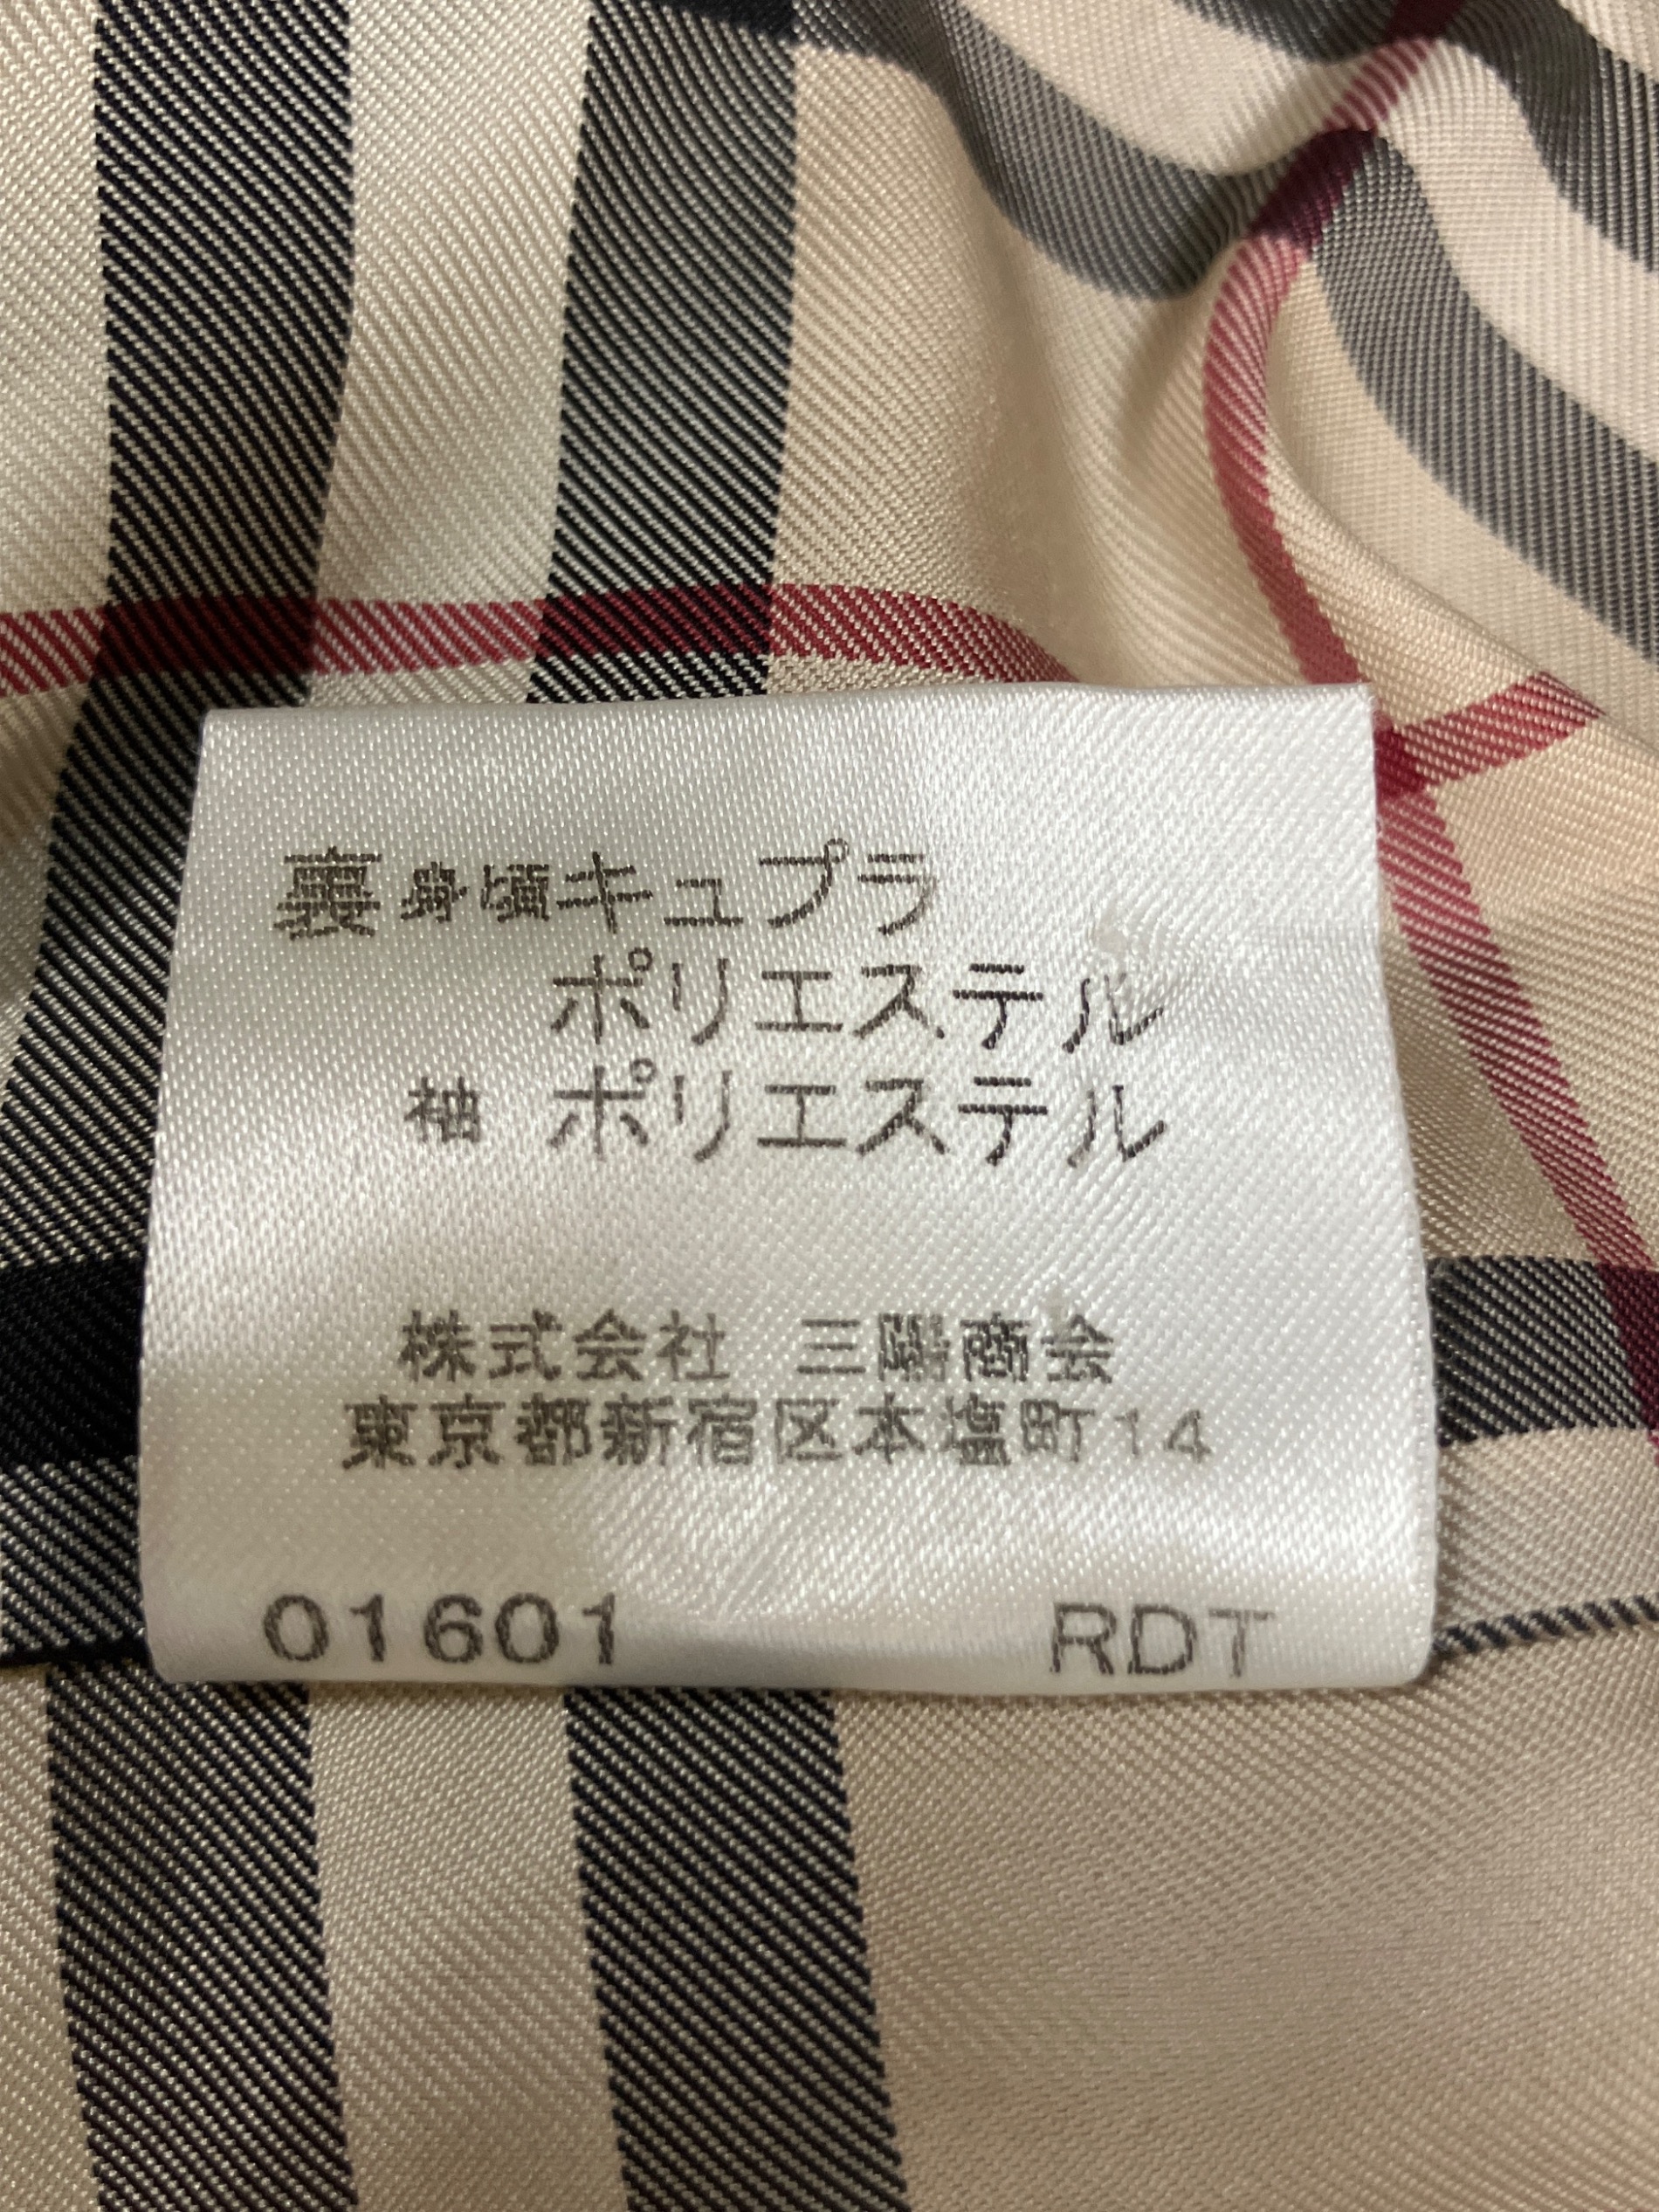 裏身頃キュプラ
ポリエステル
袖 ポリエステル
株式会社 三陽商会
東京都新宿区本塩町14
01601 RDT